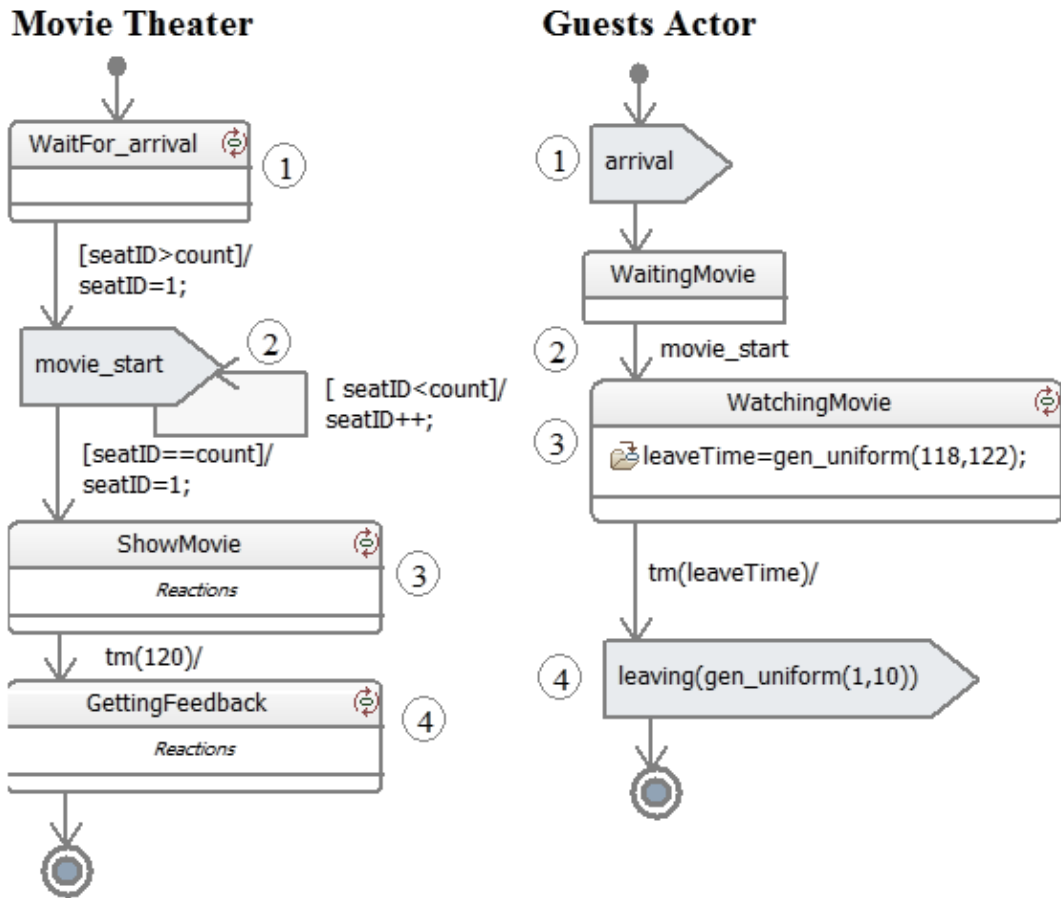 Movie Theater
WaitFor_arrival
1
[seatID>count]/
seatID=1;
movie_start
2
[ seatID<count]/
seatID++;
[seatID==count]/
seatID=1;
ShowMovie
Reactions
3
tm(120)/
GettingFeedback
Reactions
4
Guests Actor
1
arrival
WaitingMovie
2
movie_start
WatchingMovie
3
leaveTime=gen_uniform(118,122);
tm(leaveTime)/
4
leaving(gen_uniform(1,10))